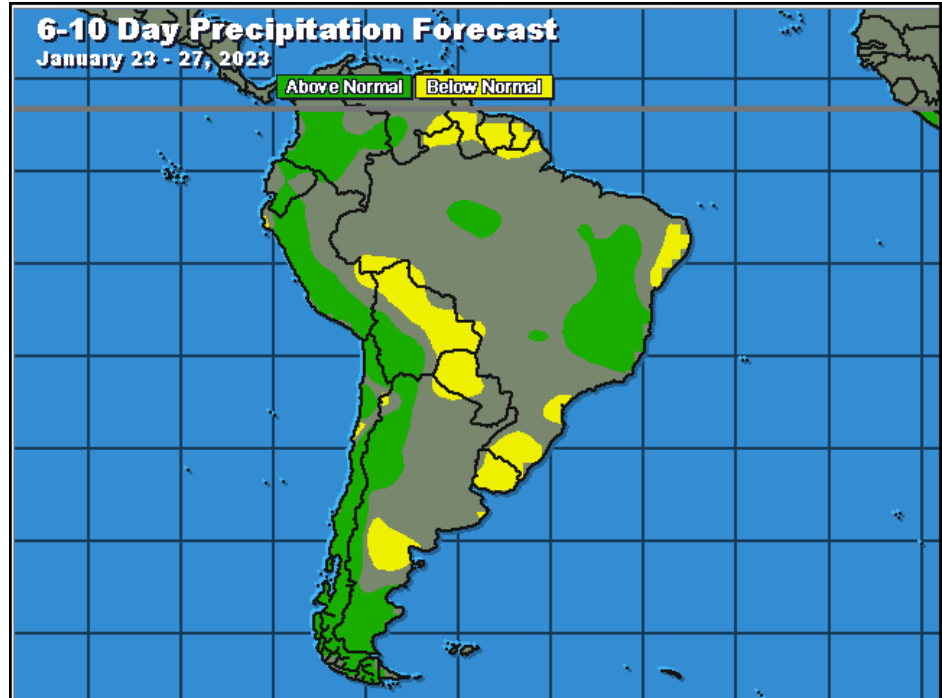 6-10 Day Precipitation Forecast
January 23 - 27, 2023
Above Normal Below Normal